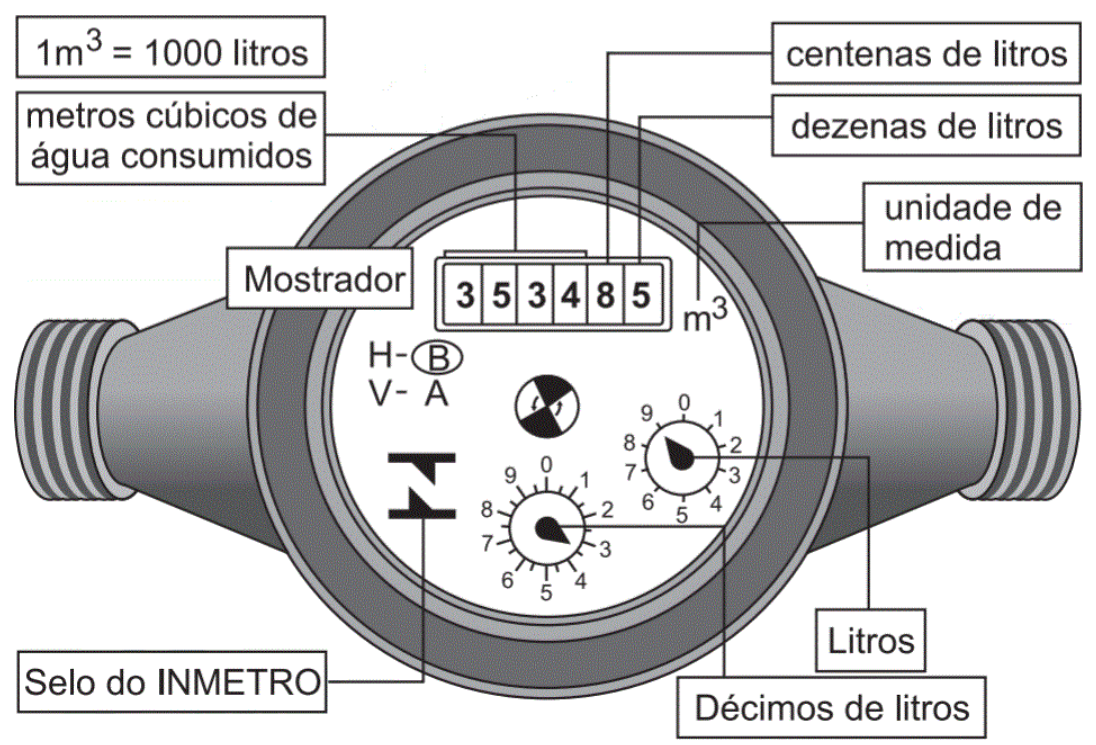 1m³ = 1000 litros
centenas de litros
metros cúbicos de
água consumidos
dezenas de litros
unidade de
medida
Mostrador
3 5 3 4 8 5
m³
H- B
V- A
0 1 2 3 4 5 6 7 8 9
0 1 2 3 4 5 6 7 8 9
Litros
Selo do INMETRO
Décimos de litros